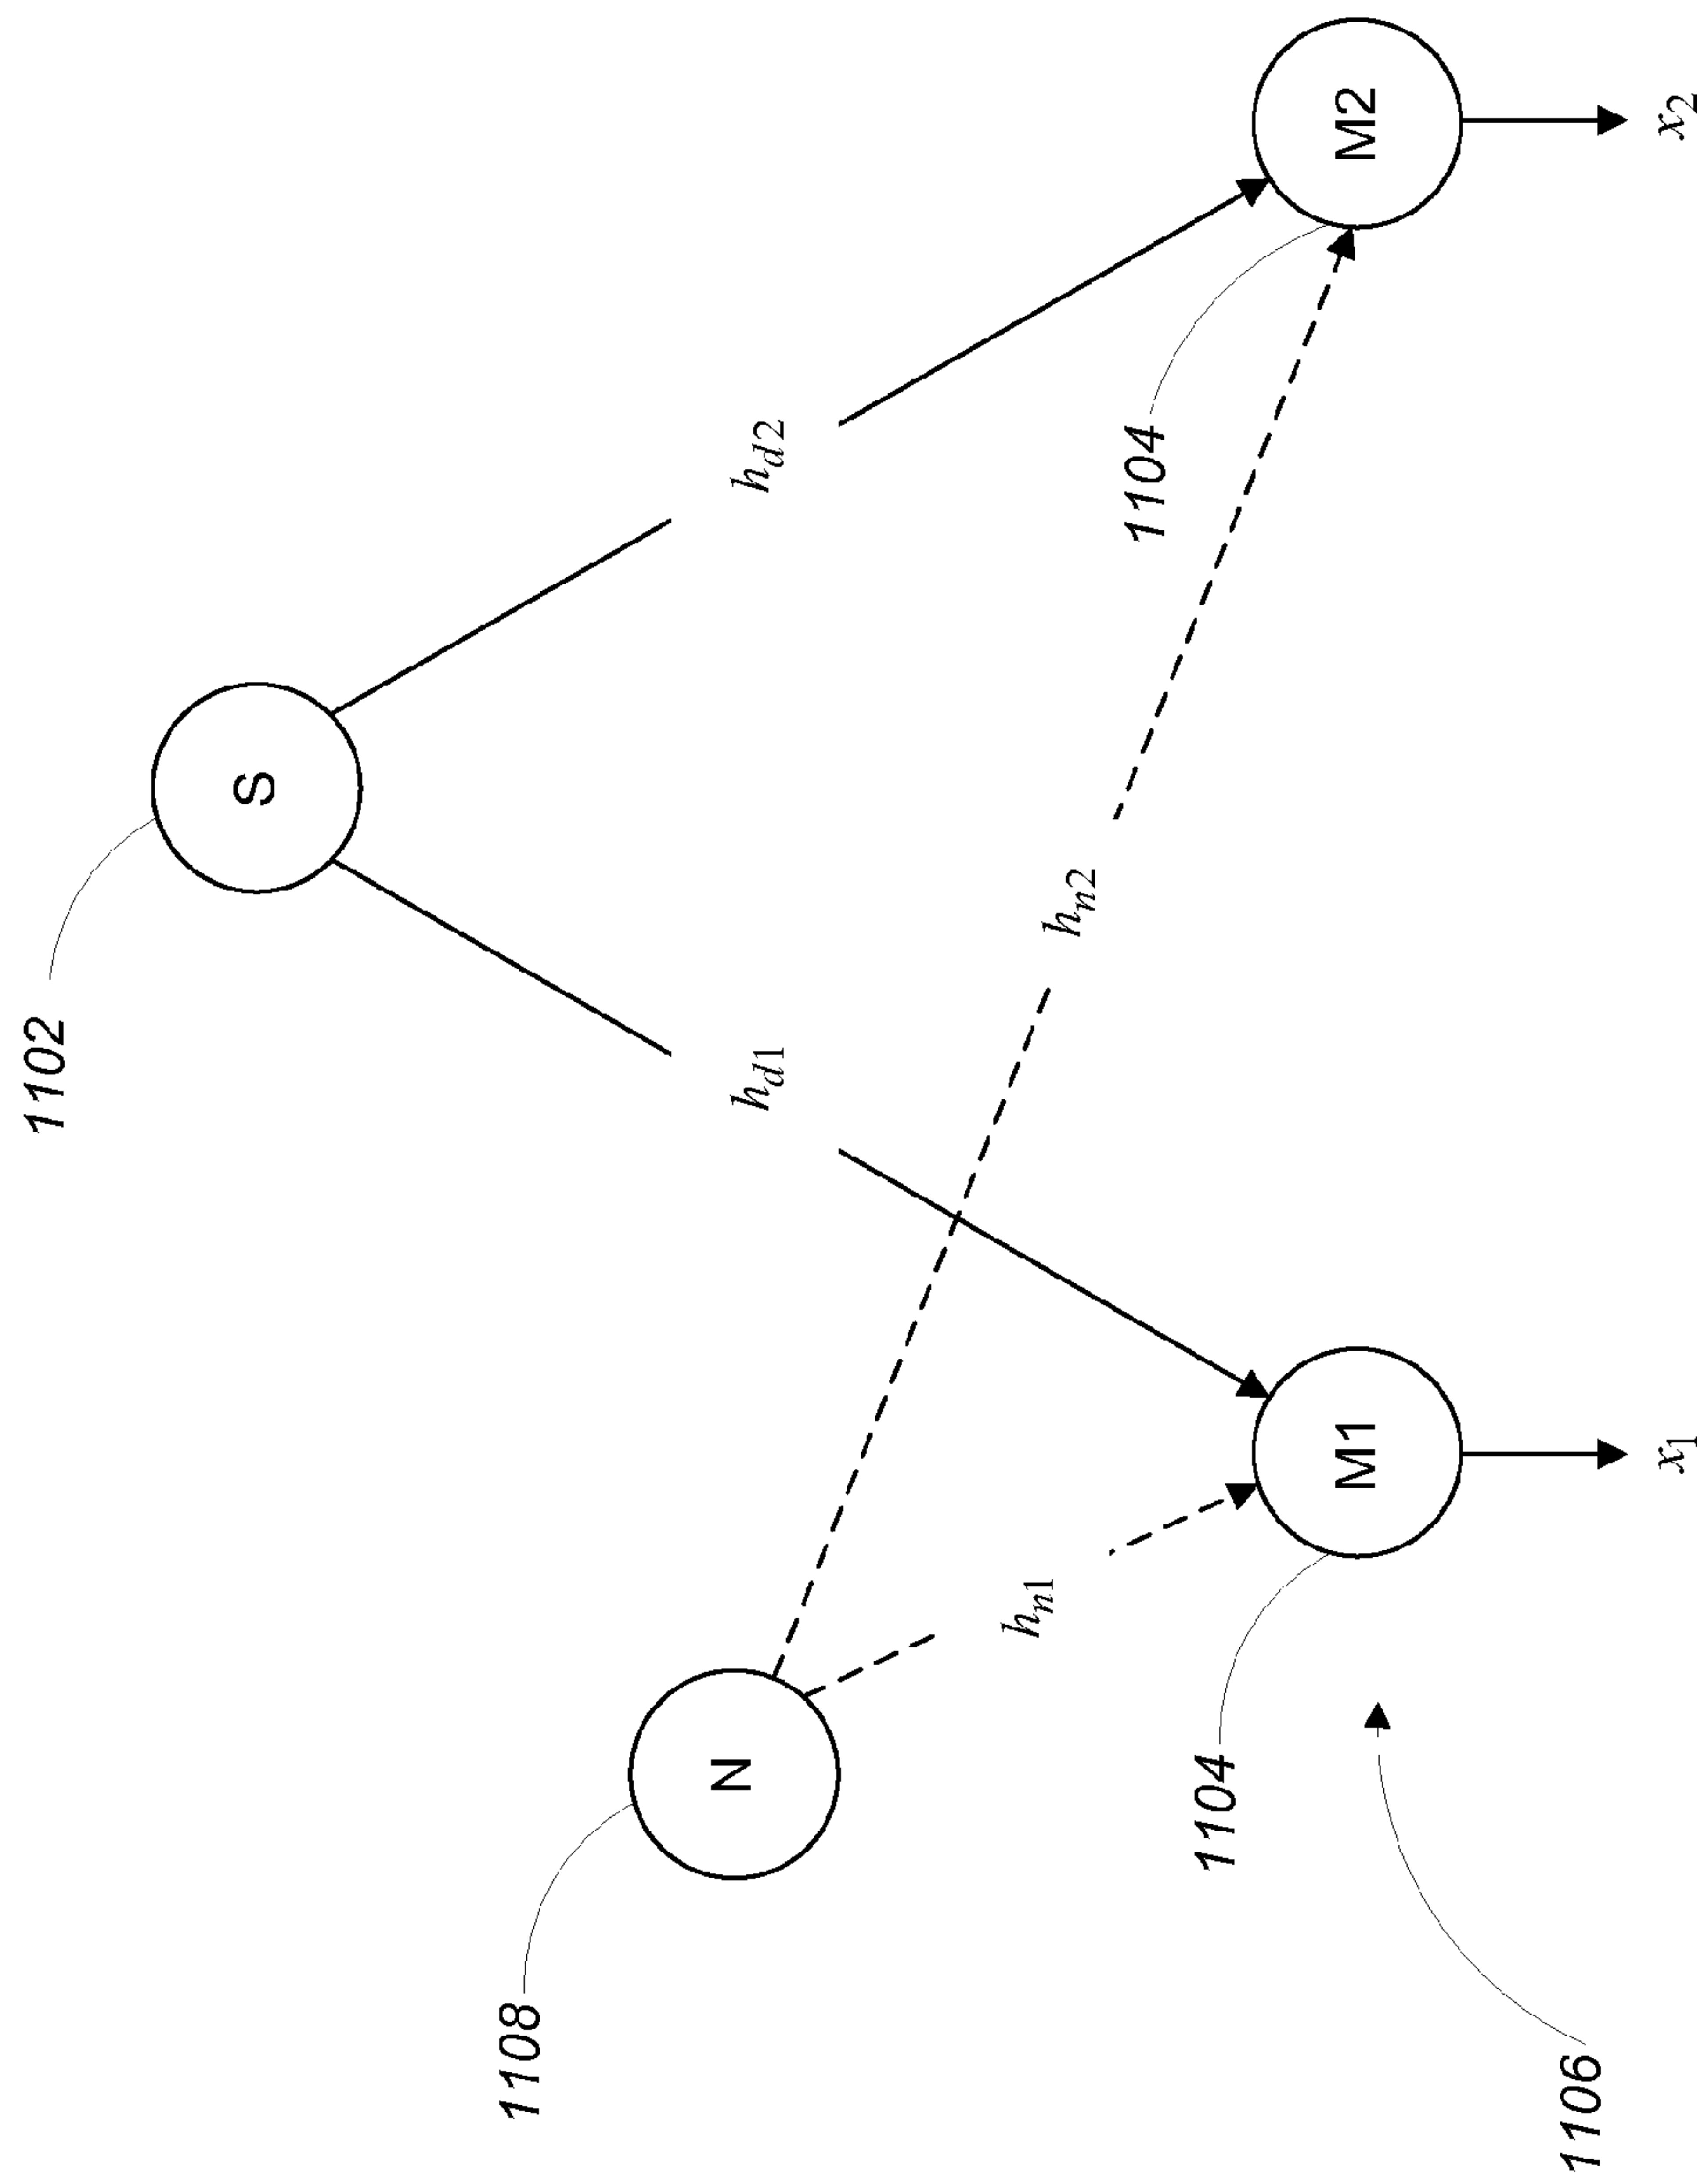 1102
S
h_{d1}
h_{d2}
1108
N
h_{n1}
h_{n2}
1104
1104
M1
M2
1106
x_1
x_2